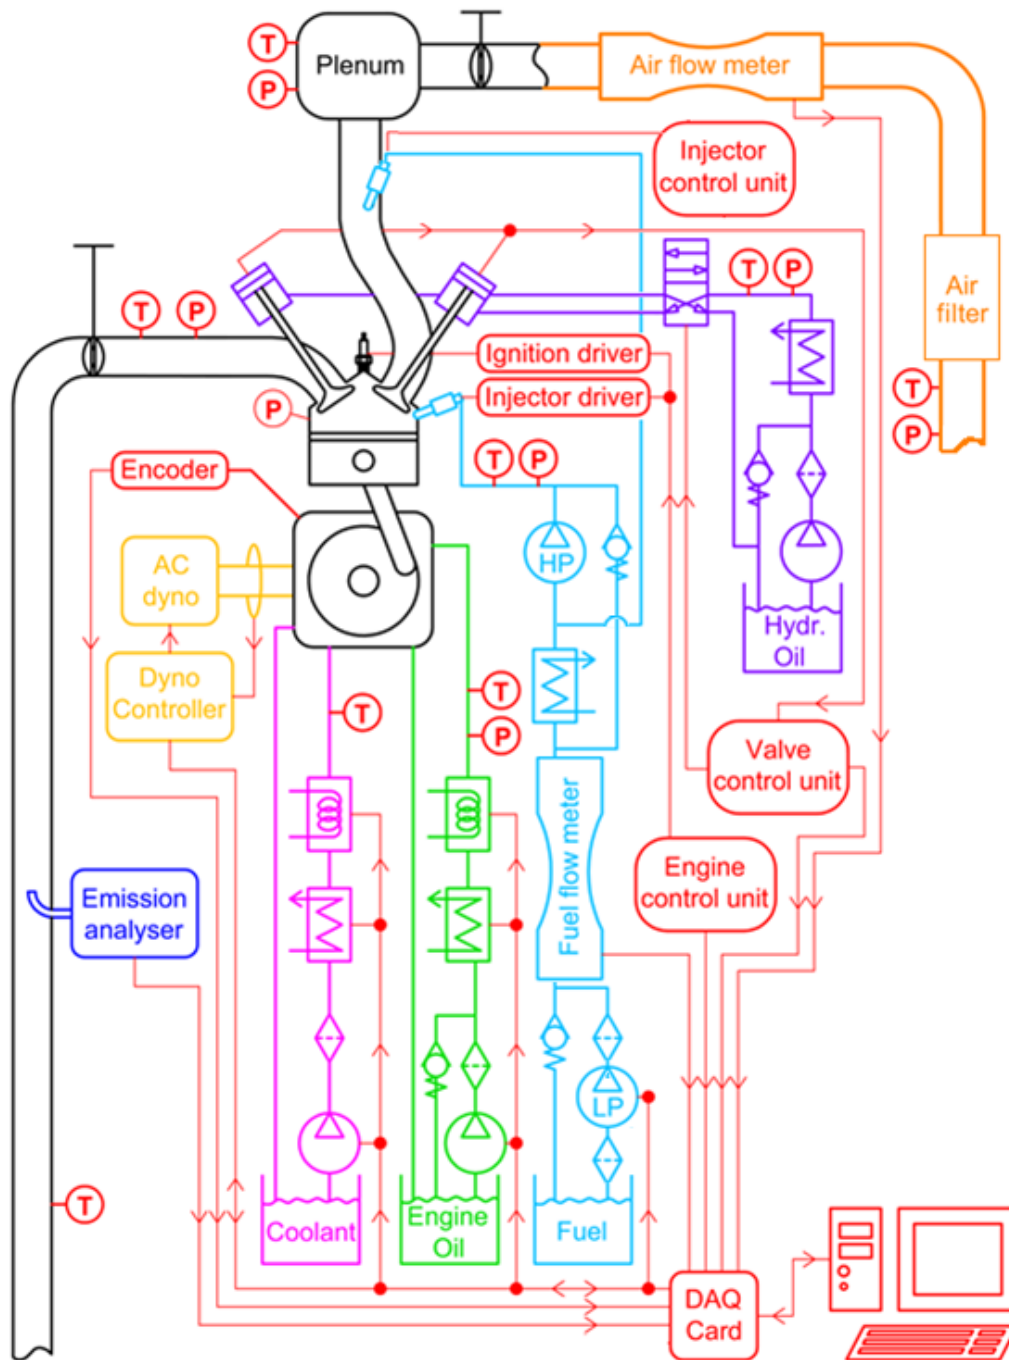 T
P
Plenum
Air flow meter
Injector
control unit
T
P
T
P
Air
filter
Ignition driver
Injector driver
T
P
P
T
P
Encoder
HP
AC
dyno
Hydr.
Oil
Dyno
Controller
T
T
P
Valve
control unit
Fuel flow meter
Engine
control unit
Emission
analyser
LP
T
Coolant
Engine
Oil
Fuel
DAQ
Card